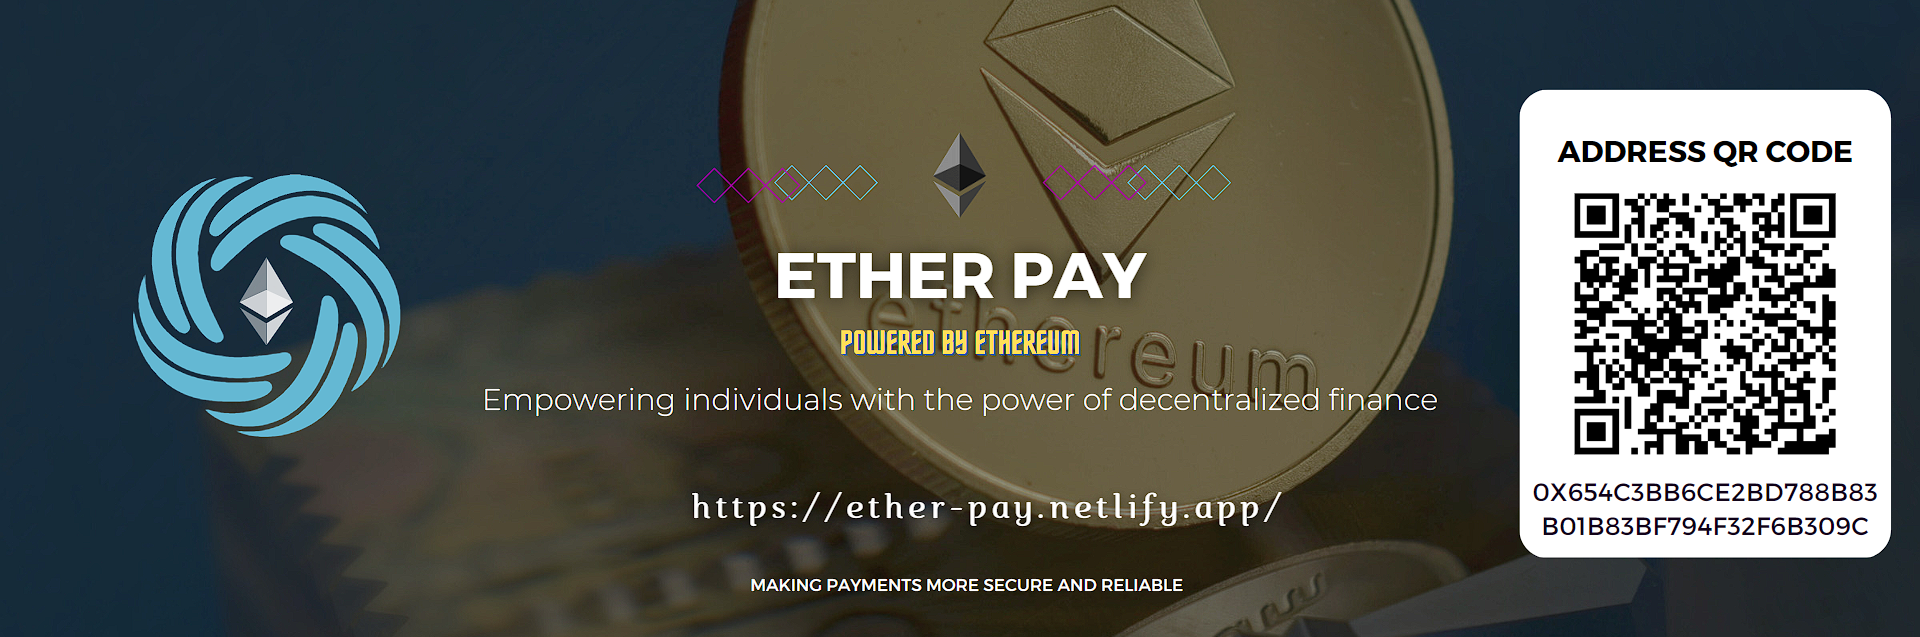 ETHER PAY
POWERED BY ETHEREUM
ethereum
Empowering individuals with the power of decentralized finance
https://ether-pay.netlify.app/
MAKING PAYMENTS MORE SECURE AND RELIABLE
ADDRESS QR CODE
0X654C3BB6CE2BD788B83
B01B83BF794F32F6B309C